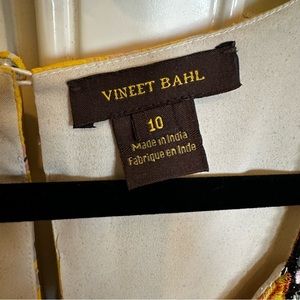 VINEET BAHL
10
Made in India
Fabriqué en Inde